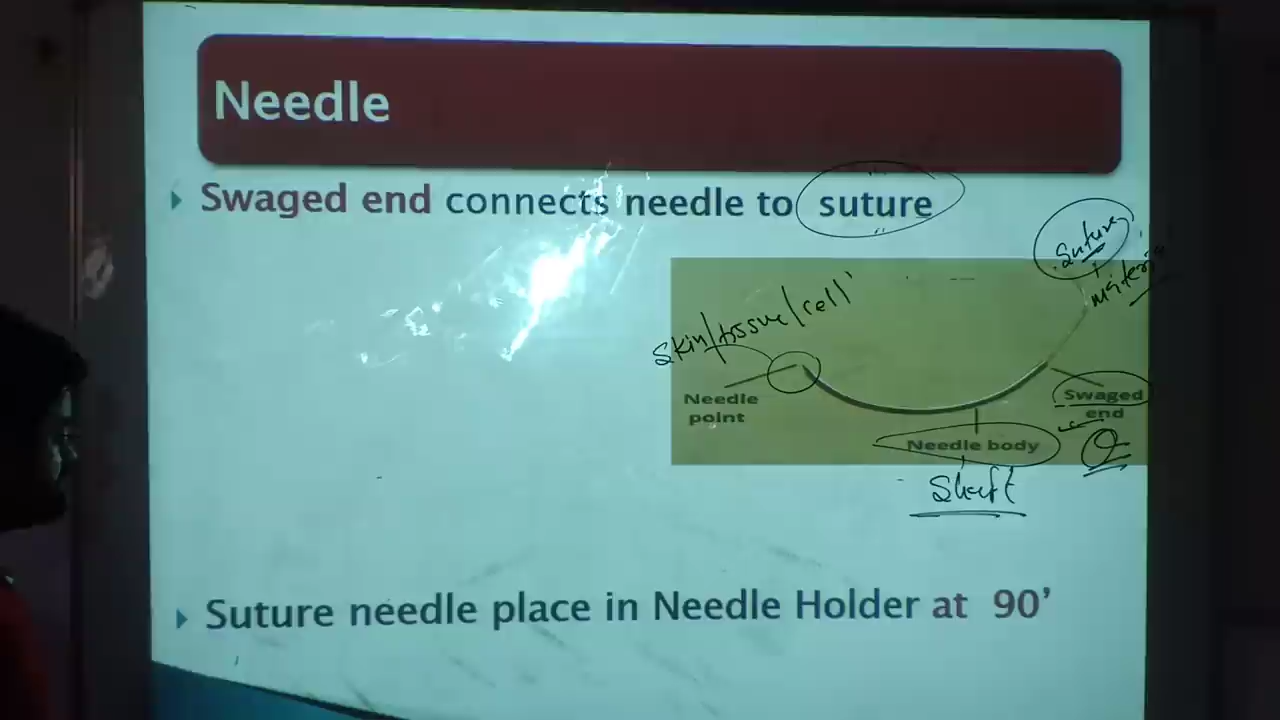 Needle
Swaged end connects needle to suture
Suture
materi
Skin/tissue/cell
Needle
point
Swaged
end
Needle body
Shaft
Suture needle place in Needle Holder at 90'